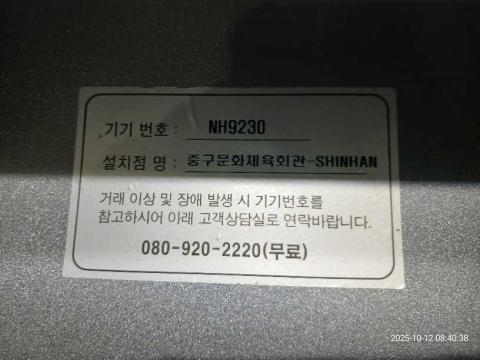 기기 번호 : NH9230
설치점 명 : 중구문화체육회관-SHINHAN
거래 이상 및 장애 발생 시 기기번호를
참고하시어 아래 고객상담실로 연락바랍니다.
080-920-2220(무료)
2025-10-12 08:40:38